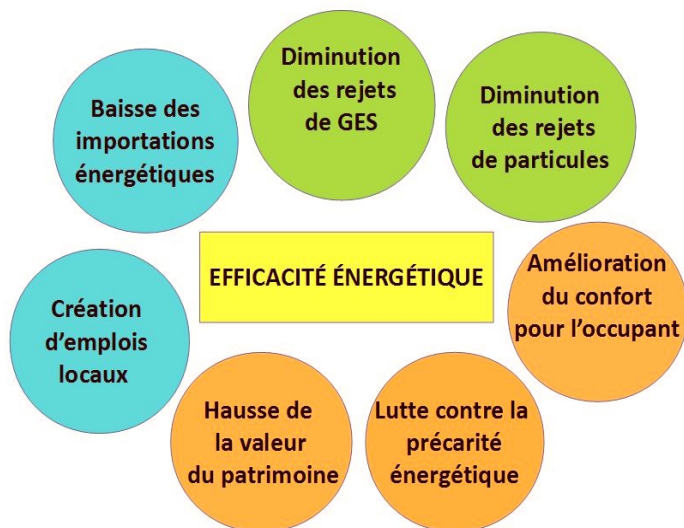 Diminution
des rejets
de GES
Diminution
des rejets
de particules
Baisse des
importations
énergétiques
EFFICACITÉ ÉNERGÉTIQUE
Amélioration
du confort
pour l’occupant
Création
d’emplois
locaux
Hausse de
la valeur
du patrimoine
Lutte contre la
précarité
énergétique